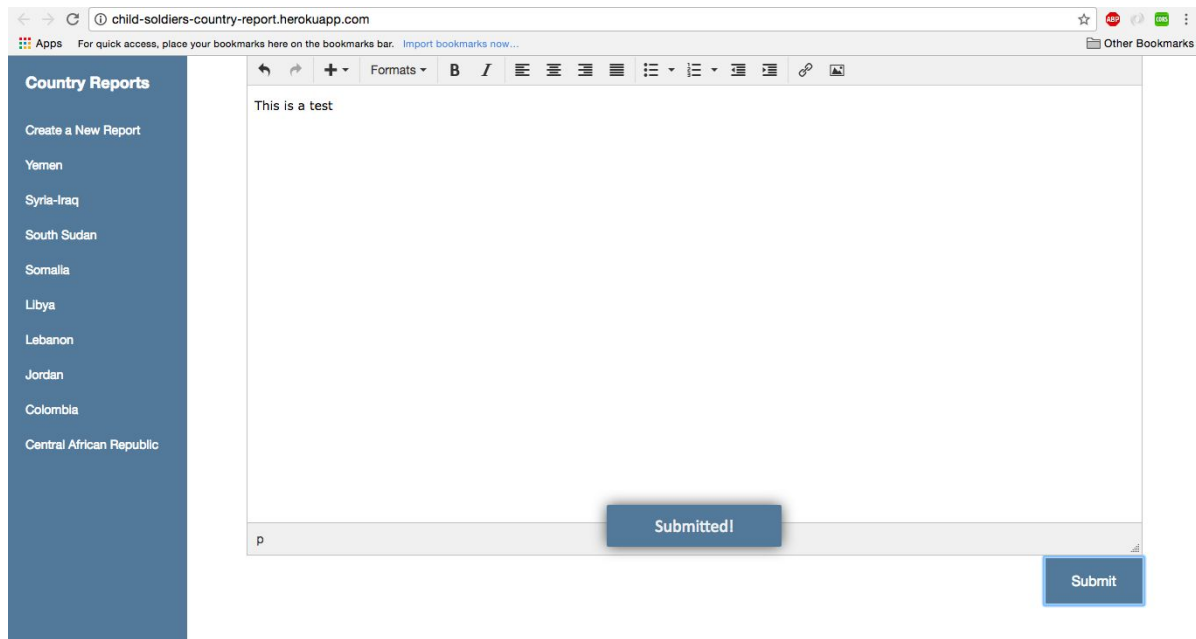 child-soldiers-country-report.herokuapp.com
ABP
CORS
Apps For quick access, place your bookmarks here on the bookmarks bar. Import bookmarks now... Other Bookmarks
Country Reports
Create a New Report
Yemen
Syria-Iraq
South Sudan
Somalia
Libya
Lebanon
Jordan
Colombia
Central African Republic
Formats B I
This is a test
p
Submitted!
Submit